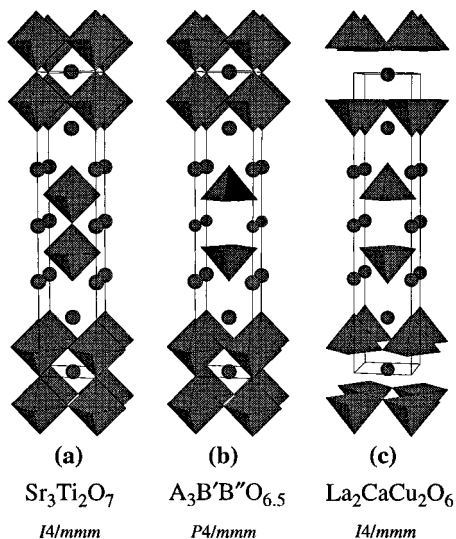 (a) (b) (c)
Sr₃Ti₂O₇ A₃B′B″O₆.₅ La₂CaCu₂O₆
I4/mmm P4/mmm I4/mmm